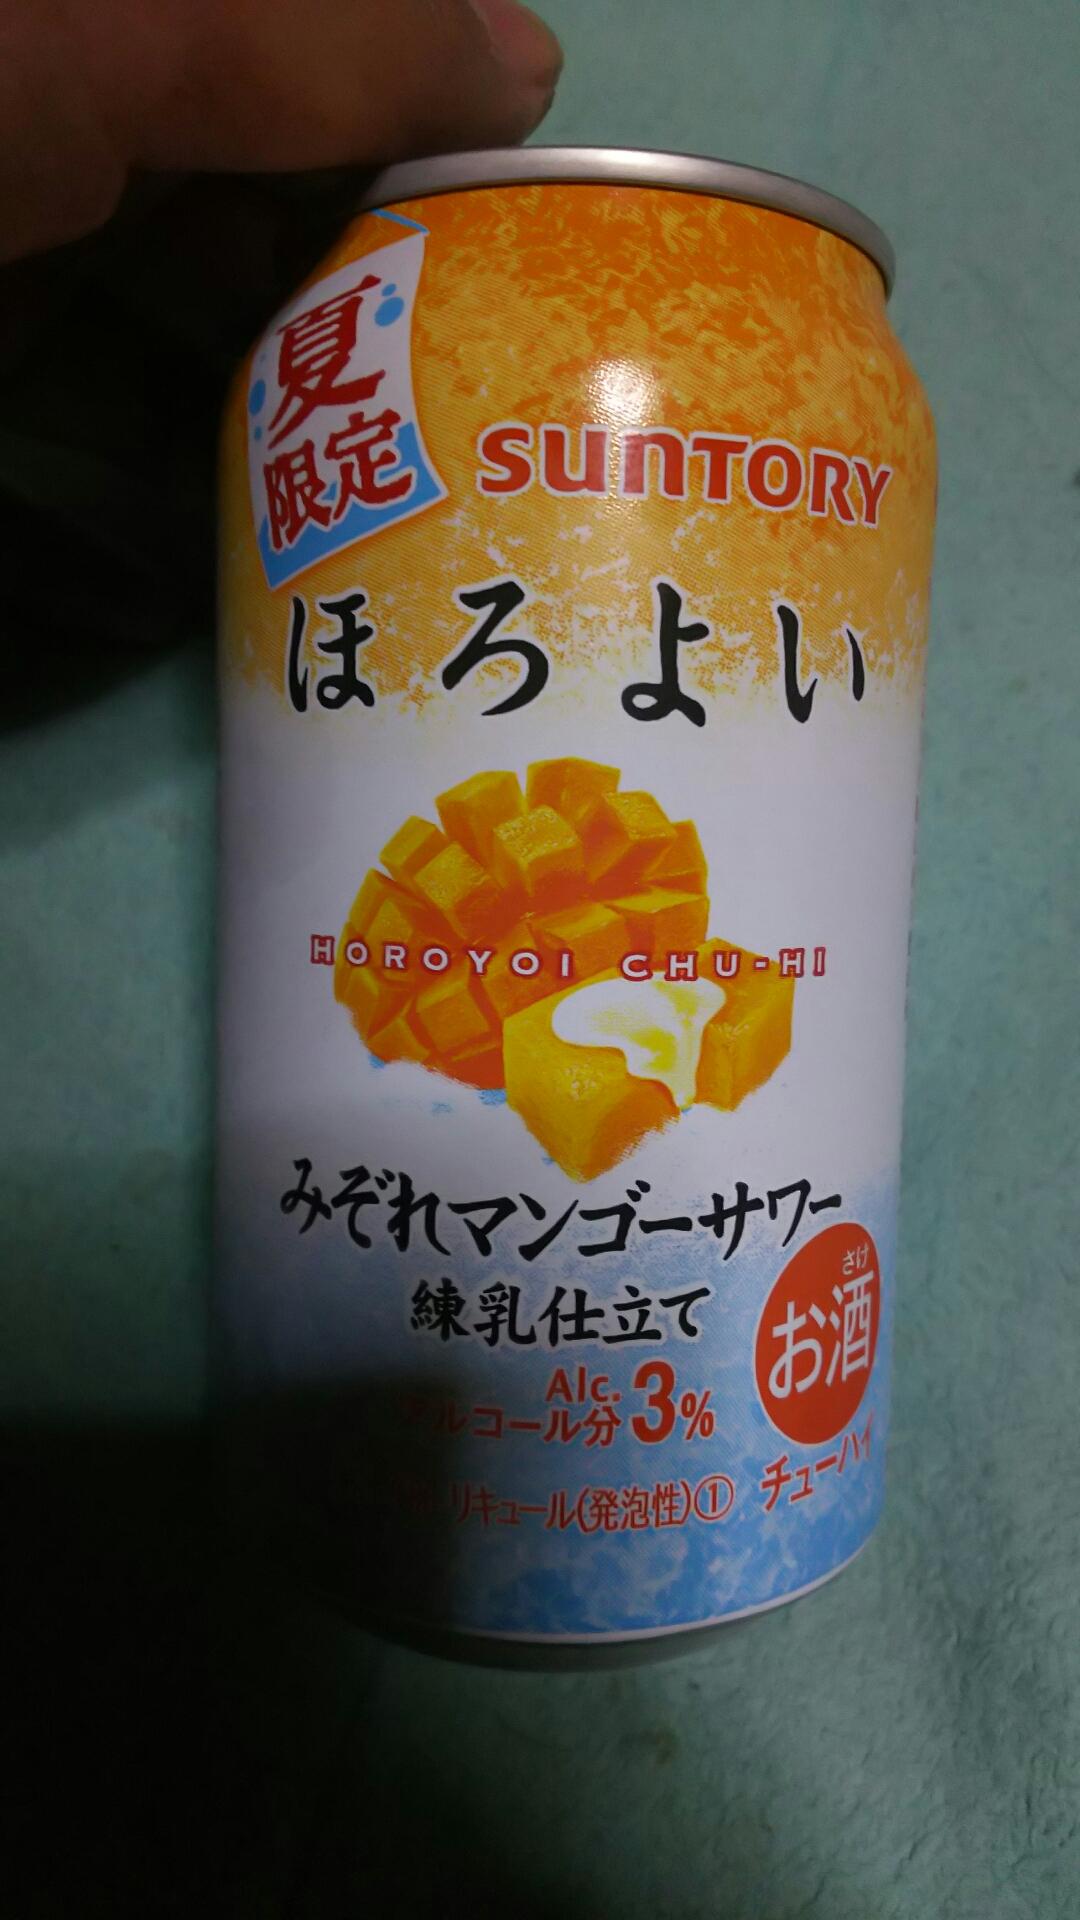 夏
限定
SUNTORY
ほろよい
HOROYOI CHU-HI
みぞれマンゴーサワー
練乳仕立て
さけ
お酒
チューハイ
Alc.
アルコール分3%
リキュール(発泡性)①